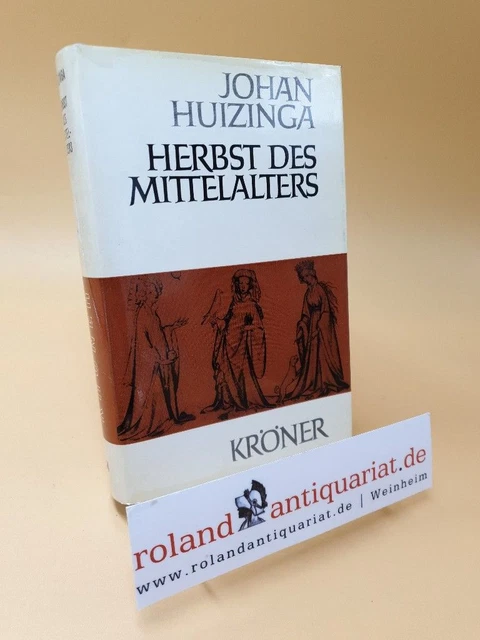 JOHAN
HUIZINGA
HERBST DES
MITTELALTERS
KRÖNER
roland antiquariat.de
www.rolandantiquariat.de | Weinheim